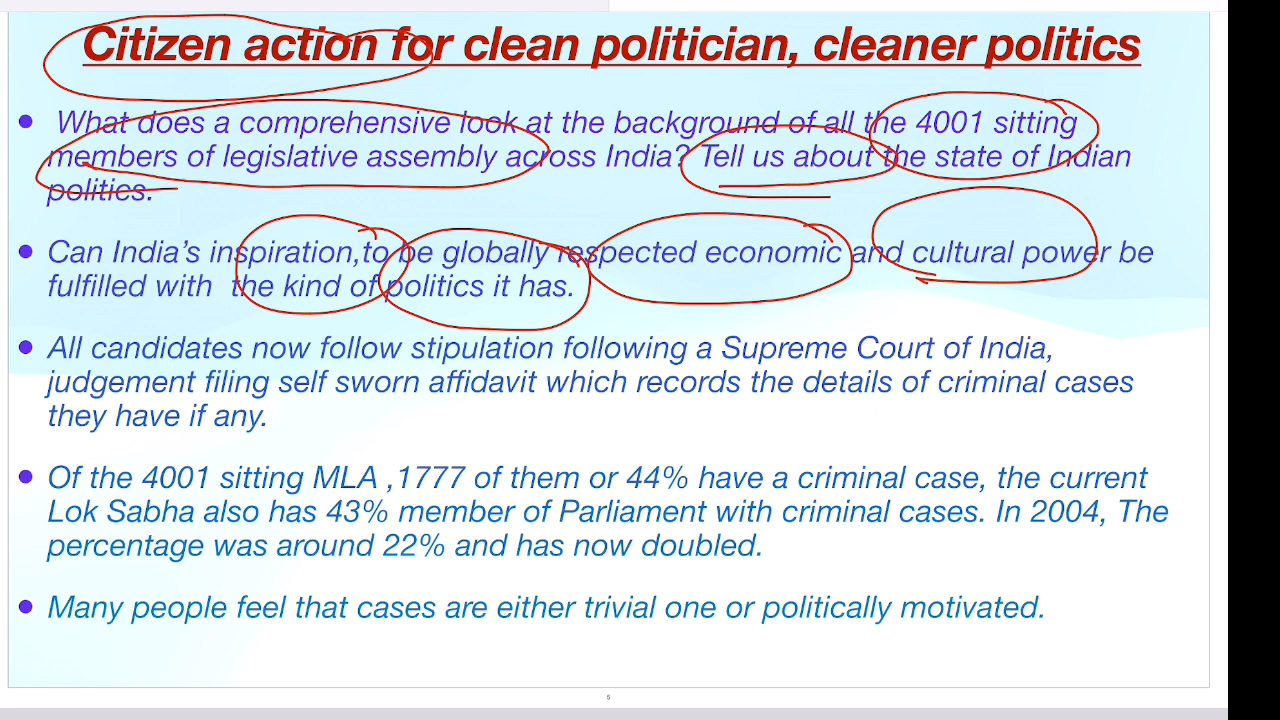 Citizen action for clean politician, cleaner politics
• What does a comprehensive look at the background of all the 4001 sitting
members of legislative assembly across India? Tell us about the state of Indian
politics.
• Can India’s inspiration,to be globally respected economic and cultural power be
fulfilled with the kind of politics it has.
• All candidates now follow stipulation following a Supreme Court of India,
judgement filing self sworn affidavit which records the details of criminal cases
they have if any.
• Of the 4001 sitting MLA ,1777 of them or 44% have a criminal case, the current
Lok Sabha also has 43% member of Parliament with criminal cases. In 2004, The
percentage was around 22% and has now doubled.
• Many people feel that cases are either trivial one or politically motivated.
5